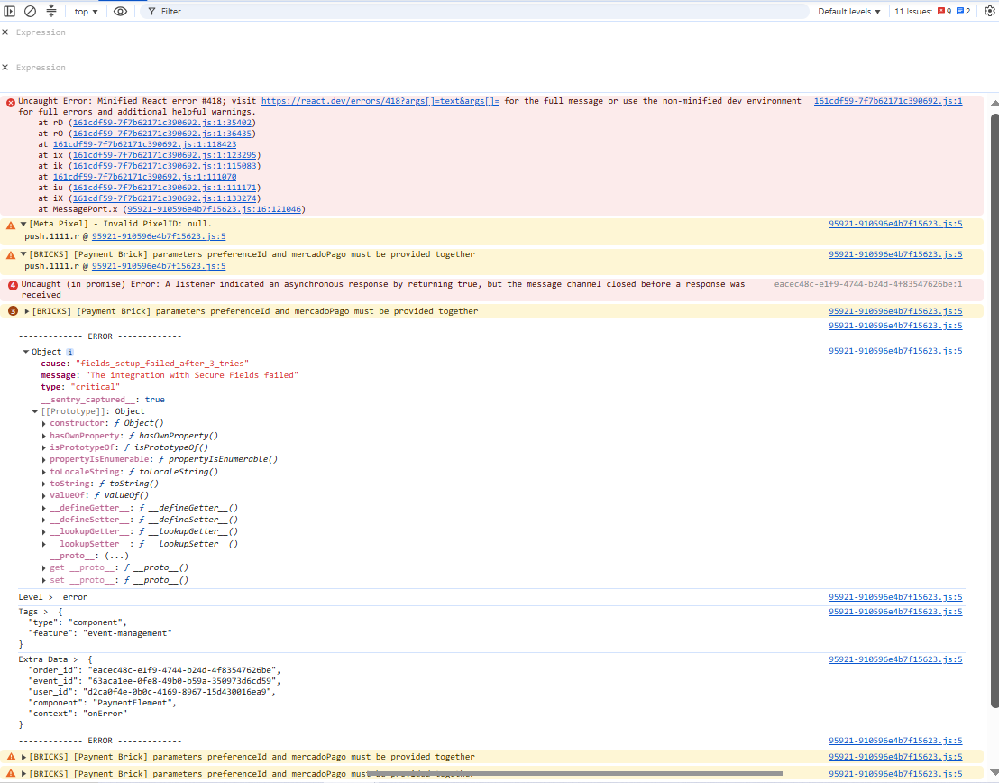 top ▼ Filter Default levels ▼ 11 Issues: 9 2
Expression
Expression
Uncaught Error: Minified React error #418; visit https://react.dev/errors/418?args[]=text&args[]= for the full message or use the non-minified dev environment 161cdf59-7f7b62171c390692.js:1
for full errors and additional helpful warnings.
at rD (161cdf59-7f7b62171c390692.js:1:35402)
at rO (161cdf59-7f7b62171c390692.js:1:36435)
at 161cdf59-7f7b62171c390692.js:1:118423
at ix (161cdf59-7f7b62171c390692.js:1:123295)
at ik (161cdf59-7f7b62171c390692.js:1:115083)
at 161cdf59-7f7b62171c390692.js:1:111070
at iu (161cdf59-7f7b62171c390692.js:1:111171)
at iX (161cdf59-7f7b62171c390692.js:1:133274)
at MessagePort.x (95921-910596e4b7f15623.js:16:121046)
[Meta Pixel] - Invalid PixelID: null. 95921-910596e4b7f15623.js:5
push.1111.r @ 95921-910596e4b7f15623.js:5
[BRICKS] [Payment Brick] parameters preferenceId and mercadoPago must be provided together 95921-910596e4b7f15623.js:5
push.1111.r @ 95921-910596e4b7f15623.js:5
4 Uncaught (in promise) Error: A listener indicated an asynchronous response by returning true, but the message channel closed before a response was eacec48c-e1f9-4744-b24d-4f83547626be:1
received
3 [BRICKS] [Payment Brick] parameters preferenceId and mercadoPago must be provided together 95921-910596e4b7f15623.js:5
95921-910596e4b7f15623.js:5
------------- ERROR -------------
Object i 95921-910596e4b7f15623.js:5
cause: "fields_setup_failed_after_3_tries"
message: "The integration with Secure Fields failed"
type: "critical"
__sentry_captured__: true
[[Prototype]]: Object
constructor: ƒ Object()
hasOwnProperty: ƒ hasOwnProperty()
isPrototypeOf: ƒ isPrototypeOf()
propertyIsEnumerable: ƒ propertyIsEnumerable()
toLocaleString: ƒ toLocaleString()
toString: ƒ toString()
valueOf: ƒ valueOf()
__defineGetter__: ƒ __defineGetter__()
__defineSetter__: ƒ __defineSetter__()
__lookupGetter__: ƒ __lookupGetter__()
__lookupSetter__: ƒ __lookupSetter__()
__proto__: (...)
get __proto__: ƒ __proto__()
set __proto__: ƒ __proto__()
Level > error 95921-910596e4b7f15623.js:5
Tags > { 95921-910596e4b7f15623.js:5
"type": "component",
"feature": "event-management"
}
Extra Data > { 95921-910596e4b7f15623.js:5
"order_id": "eacec48c-e1f9-4744-b24d-4f83547626be",
"event_id": "63aca1ee-0fe8-49b0-b59a-350973d6cd59",
"user_id": "d2ca0f4e-0b0c-4169-8967-15d430016ea9",
"component": "PaymentElement",
"context": "onError"
}
------------- ERROR ------------- 95921-910596e4b7f15623.js:5
[BRICKS] [Payment Brick] parameters preferenceId and mercadoPago must be provided together 95921-910596e4b7f15623.js:5
[BRICKS] [Payment Brick] parameters preferenceId and mercadoPago must be provided together 95921-910596e4b7f15623.js:5